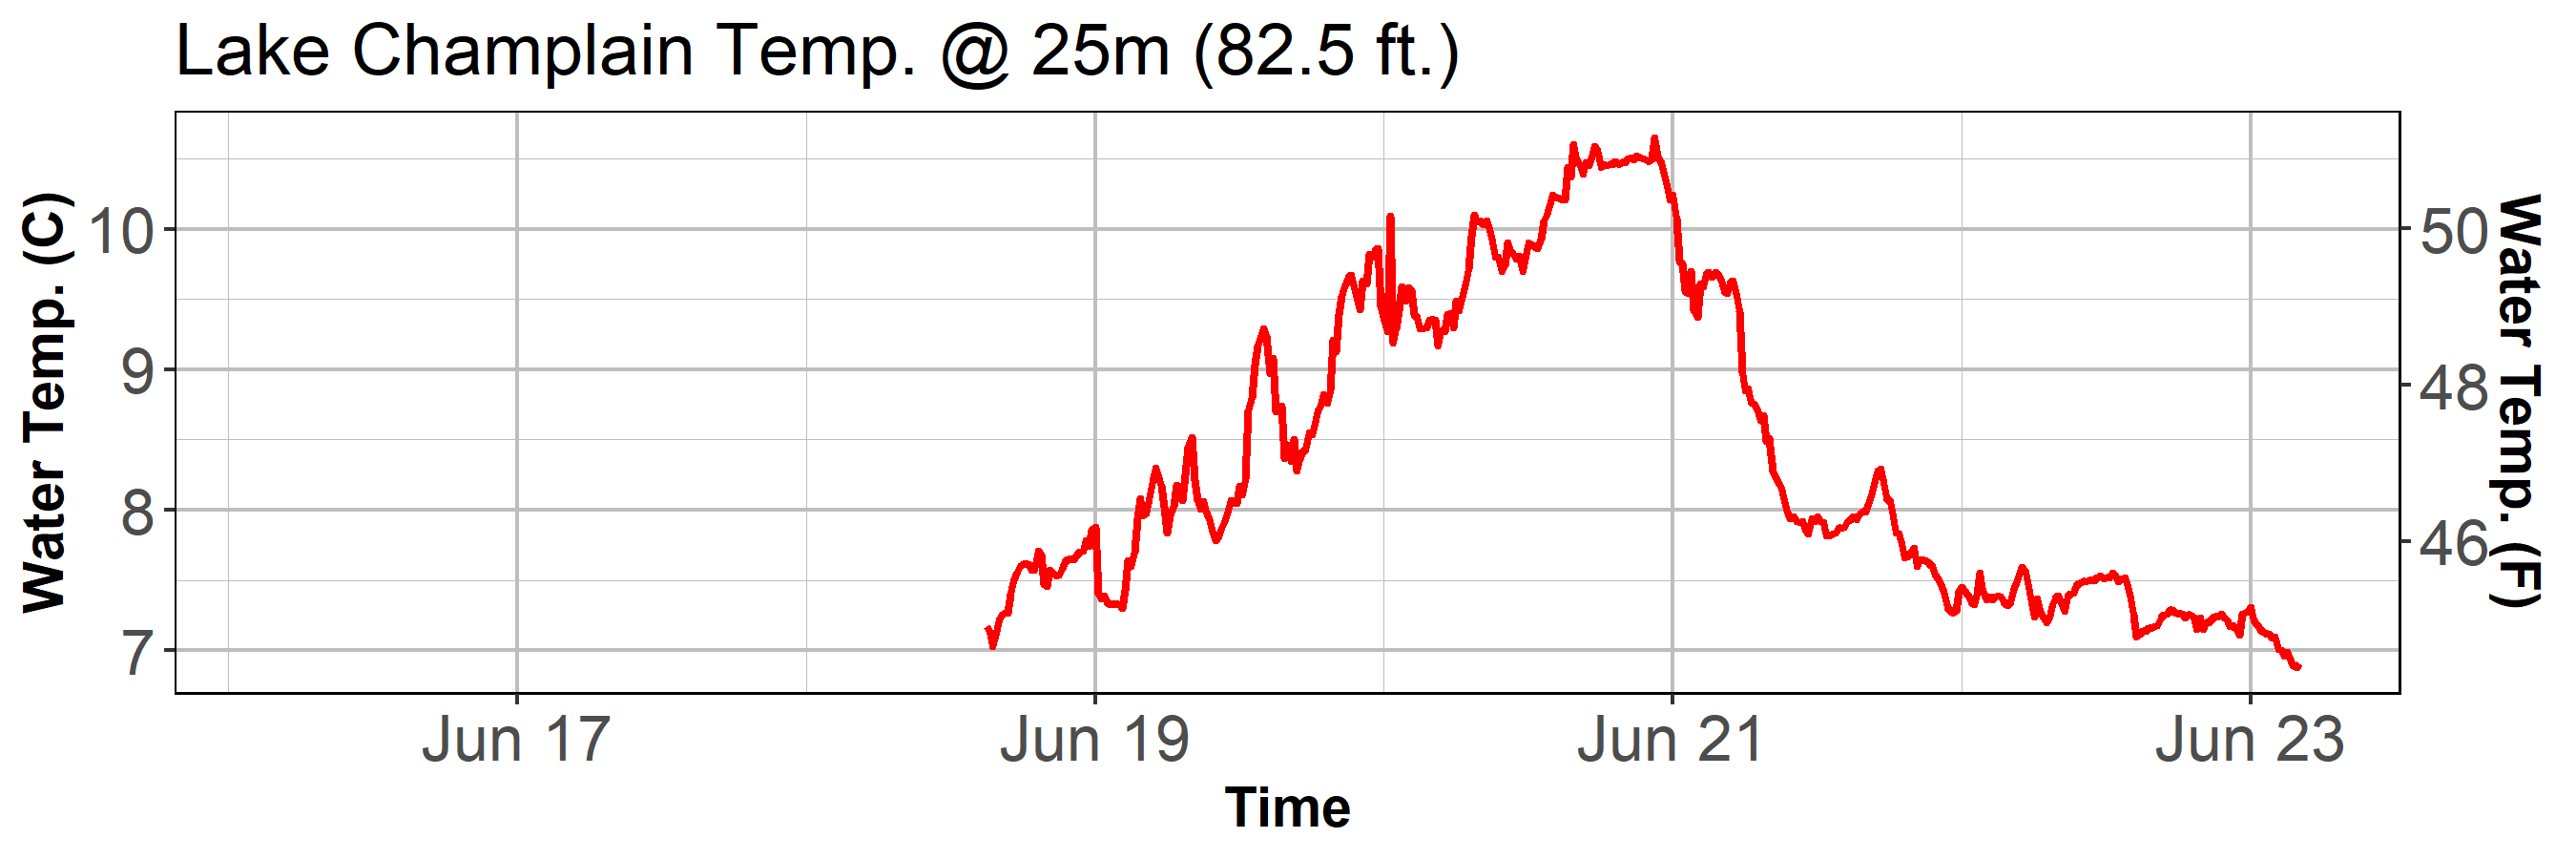 Lake Champlain Temp. @ 25m (82.5 ft.)
Water Temp. (C)
10
9
8
7
50
48
46
Water Temp. (F)
Jun 17
Jun 19
Jun 21
Jun 23
Time